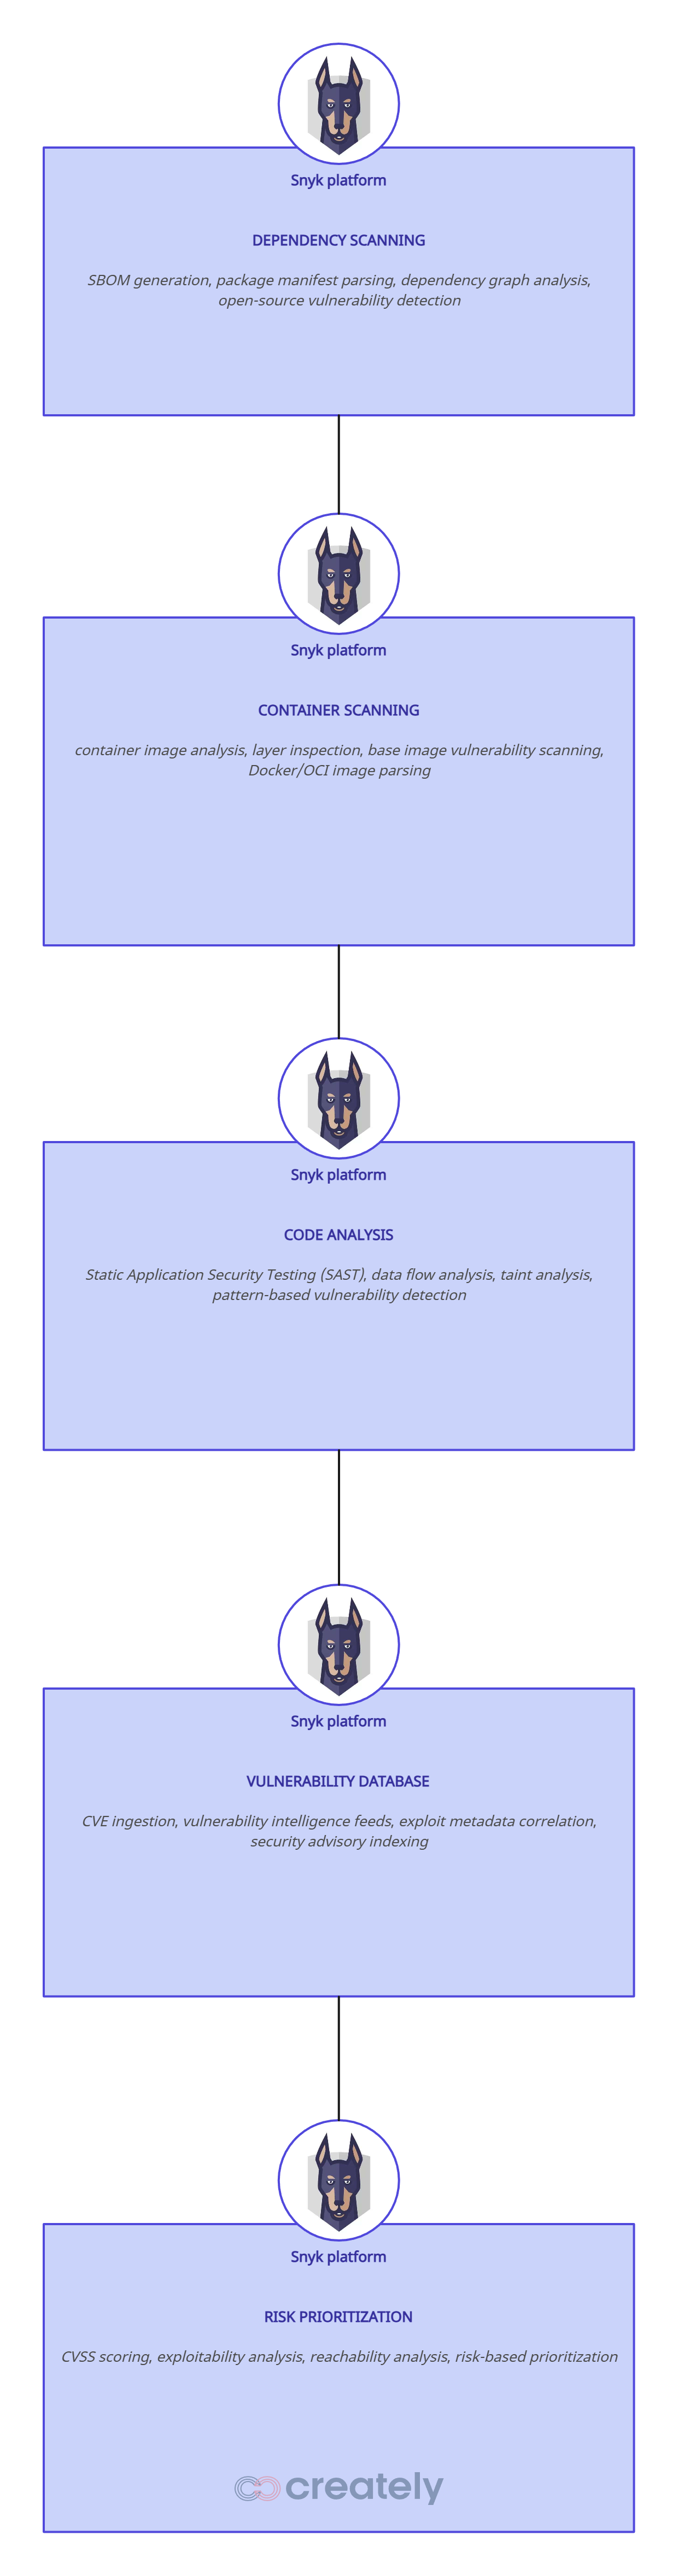 Snyk platform
DEPENDENCY SCANNING
SBOM generation, package manifest parsing, dependency graph analysis,
open-source vulnerability detection
Snyk platform
CONTAINER SCANNING
container image analysis, layer inspection, base image vulnerability scanning,
Docker/OCI image parsing
Snyk platform
CODE ANALYSIS
Static Application Security Testing (SAST), data flow analysis, taint analysis,
pattern-based vulnerability detection
Snyk platform
VULNERABILITY DATABASE
CVE ingestion, vulnerability intelligence feeds, exploit metadata correlation,
security advisory indexing
Snyk platform
RISK PRIORITIZATION
CVSS scoring, exploitability analysis, reachability analysis, risk-based prioritization
creately